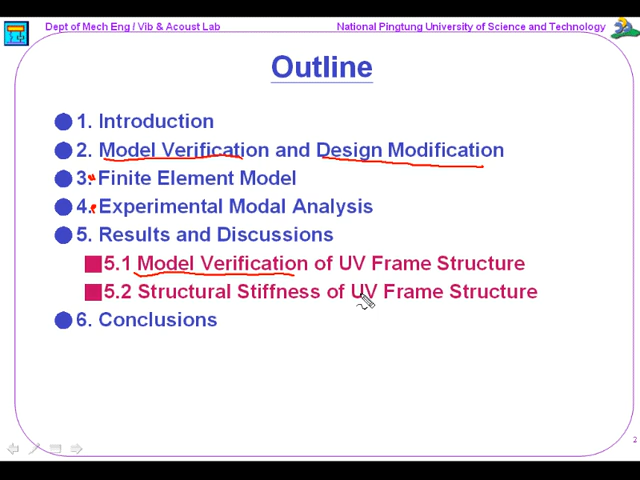 Dept of Mech Eng / Vib & Acoust Lab
National Pingtung University of Science and Technology
Outline
1. Introduction
2. Model Verification and Design Modification
3. Finite Element Model
4. Experimental Modal Analysis
5. Results and Discussions
5.1 Model Verification of UV Frame Structure
5.2 Structural Stiffness of UV Frame Structure
6. Conclusions
2